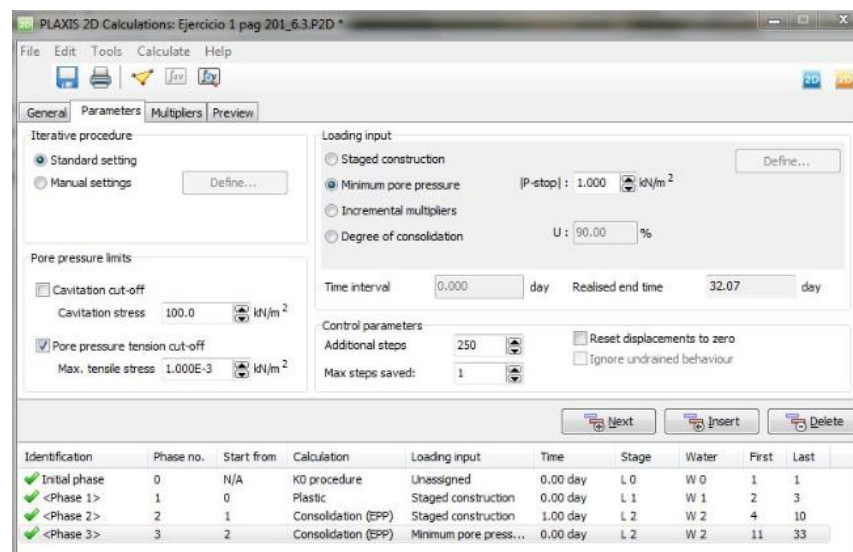 PLAXIS 2D Calculations: Ejercicio 1 pag 201_6.3.P2D *
File Edit Tools Calculate Help
2D
General Parameters Multipliers Preview
Iterative procedure
Standard setting
Manual settings
Define...
Loading input
Staged construction
Define...
Minimum pore pressure |P-stop| : 1.000 kN/m 2
Incremental multipliers
Degree of consolidation U : 90.00 %
Time interval 0.000 day Realised end time 32.07 day
Pore pressure limits
Cavitation cut-off
Cavitation stress 100.0 kN/m 2
Pore pressure tension cut-off
Max. tensile stress 1.000E-3 kN/m 2
Control parameters
Additional steps 250
Max steps saved: 1
Reset displacements to zero
Ignore undrained behaviour
Next Insert Delete
Identification Phase no. Start from Calculation Loading input Time Stage Water First Last
Initial phase 0 N/A K0 procedure Unassigned 0.00 day L 0 W 0 1 1
<Phase 1> 1 0 Plastic Staged construction 0.00 day L 1 W 1 2 3
<Phase 2> 2 1 Consolidation (EPP) Staged construction 1.00 day L 2 W 2 4 10
<Phase 3> 3 2 Consolidation (EPP) Minimum pore press... 0.00 day L 2 W 2 11 33